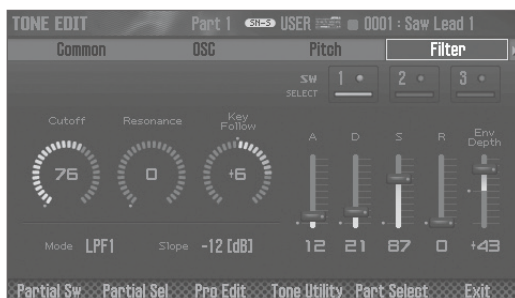 TONE EDIT Part 1 SN-S USER 0001 : Saw Lead 1
Common OSC Pitch Filter
SW SELECT 1 2 3
Cutoff Resonance Key Follow A D S R Env Depth
76 0 +6
Mode LPF1 Slope -12 [dB] 12 21 87 0 +43
Partial Sw Partial Sel Pro Edit Tone Utility Part Select Exit